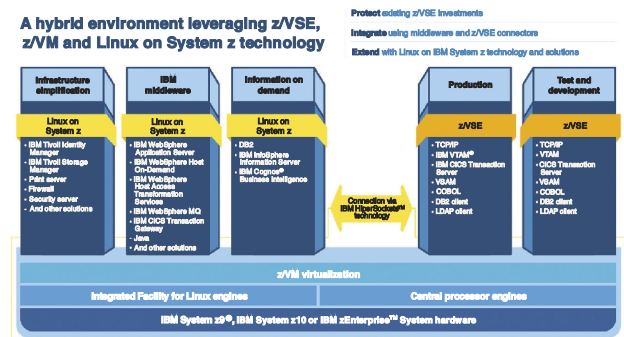 A hybrid environment leveraging z/VSE,
z/VM and Linux on System z technology
Protect existing z/VSE investments
Integrate using middleware and z/VSE connectors
Extend with Linux on IBM System z technology and solutions
Infrastructure
simplification
Linux on
System z
• IBM Tivoli Identity
Manager
• IBM Tivoli Storage
Manager
• Print server
• Firewall
• Security server
• And other solutions
IBM
middleware
Linux on
System z
• IBM WebSphere
Application Server
• IBM WebSphere Host
On-Demand
• IBM WebSphere
Host Access
Transformation
Services
• IBM WebSphere MQ
• IBM CICS Transaction
Gateway
• Java
• And other solutions
Information on
demand
Linux on
System z
• DB2
• IBM InfoSphere
Information Server
• IBM Cognos®
Business Intelligence
Connection via
IBM HiperSockets™
technology
Production
z/VSE
• TCP/IP
• IBM VTAM®
• IBM CICS Transaction
Server
• VSAM
• COBOL
• DB2 client
• LDAP client
Test and
development
z/VSE
• TCP/IP
• VTAM
• CICS Transaction
Server
• VSAM
• COBOL
• DB2 client
• LDAP client
z/VM virtualization
Integrated Facility for Linux engines
Central processor engines
IBM System z9®, IBM System z10 or IBM zEnterprise™ System hardware